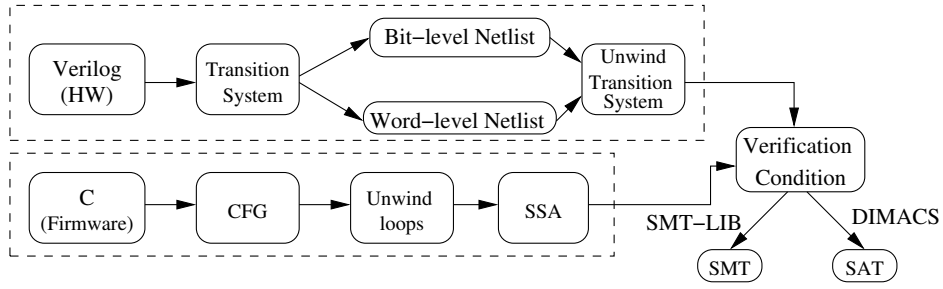 Verilog
(HW)
Transition
System
Bit-level Netlist
Word-level Netlist
Unwind
Transition
System
C
(Firmware)
CFG
Unwind
loops
SSA
Verification
Condition
SMT-LIB
DIMACS
SMT
SAT